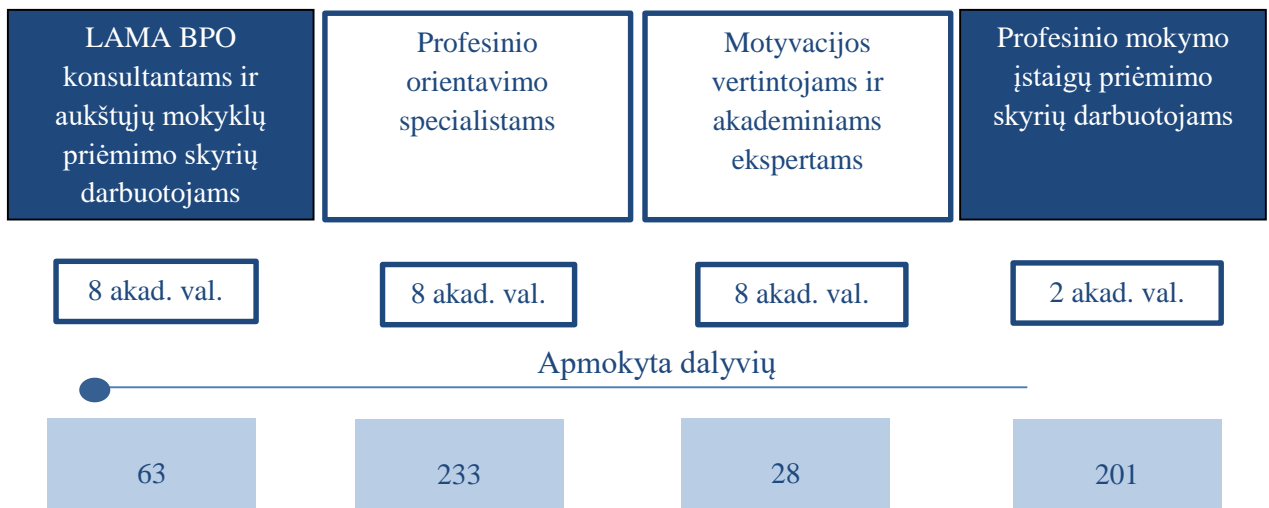 LAMA BPO
konsultantams ir
aukštųjų mokyklų
priėmimo skyrių
darbuotojams
Profesinio
orientavimo
specialistams
Motyvacijos
vertintojams ir
akademiniams
ekspertams
Profesinio mokymo
įstaigų priėmimo
skyrių darbuotojams
8 akad. val.
8 akad. val.
8 akad. val.
2 akad. val.
Apmokyta dalyvių
63
233
28
201